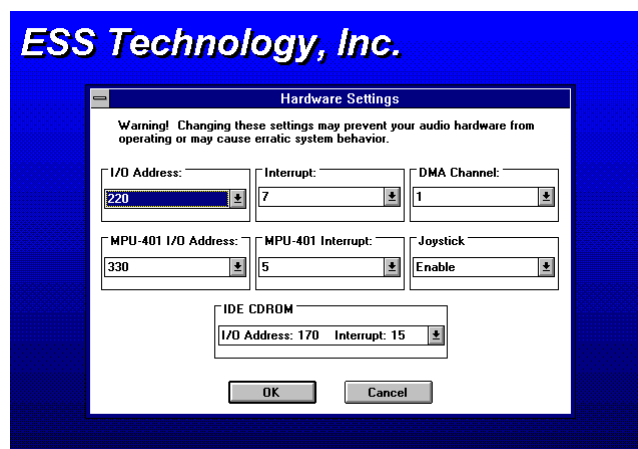 ESS Technology, Inc.
Hardware Settings
Warning! Changing these settings may prevent your audio hardware from
operating or may cause erratic system behavior.
I/O Address: Interrupt: DMA Channel:
220 7 1
MPU-401 I/O Address: MPU-401 Interrupt: Joystick
330 5 Enable
IDE CDROM
I/O Address: 170 Interrupt: 15
OK Cancel